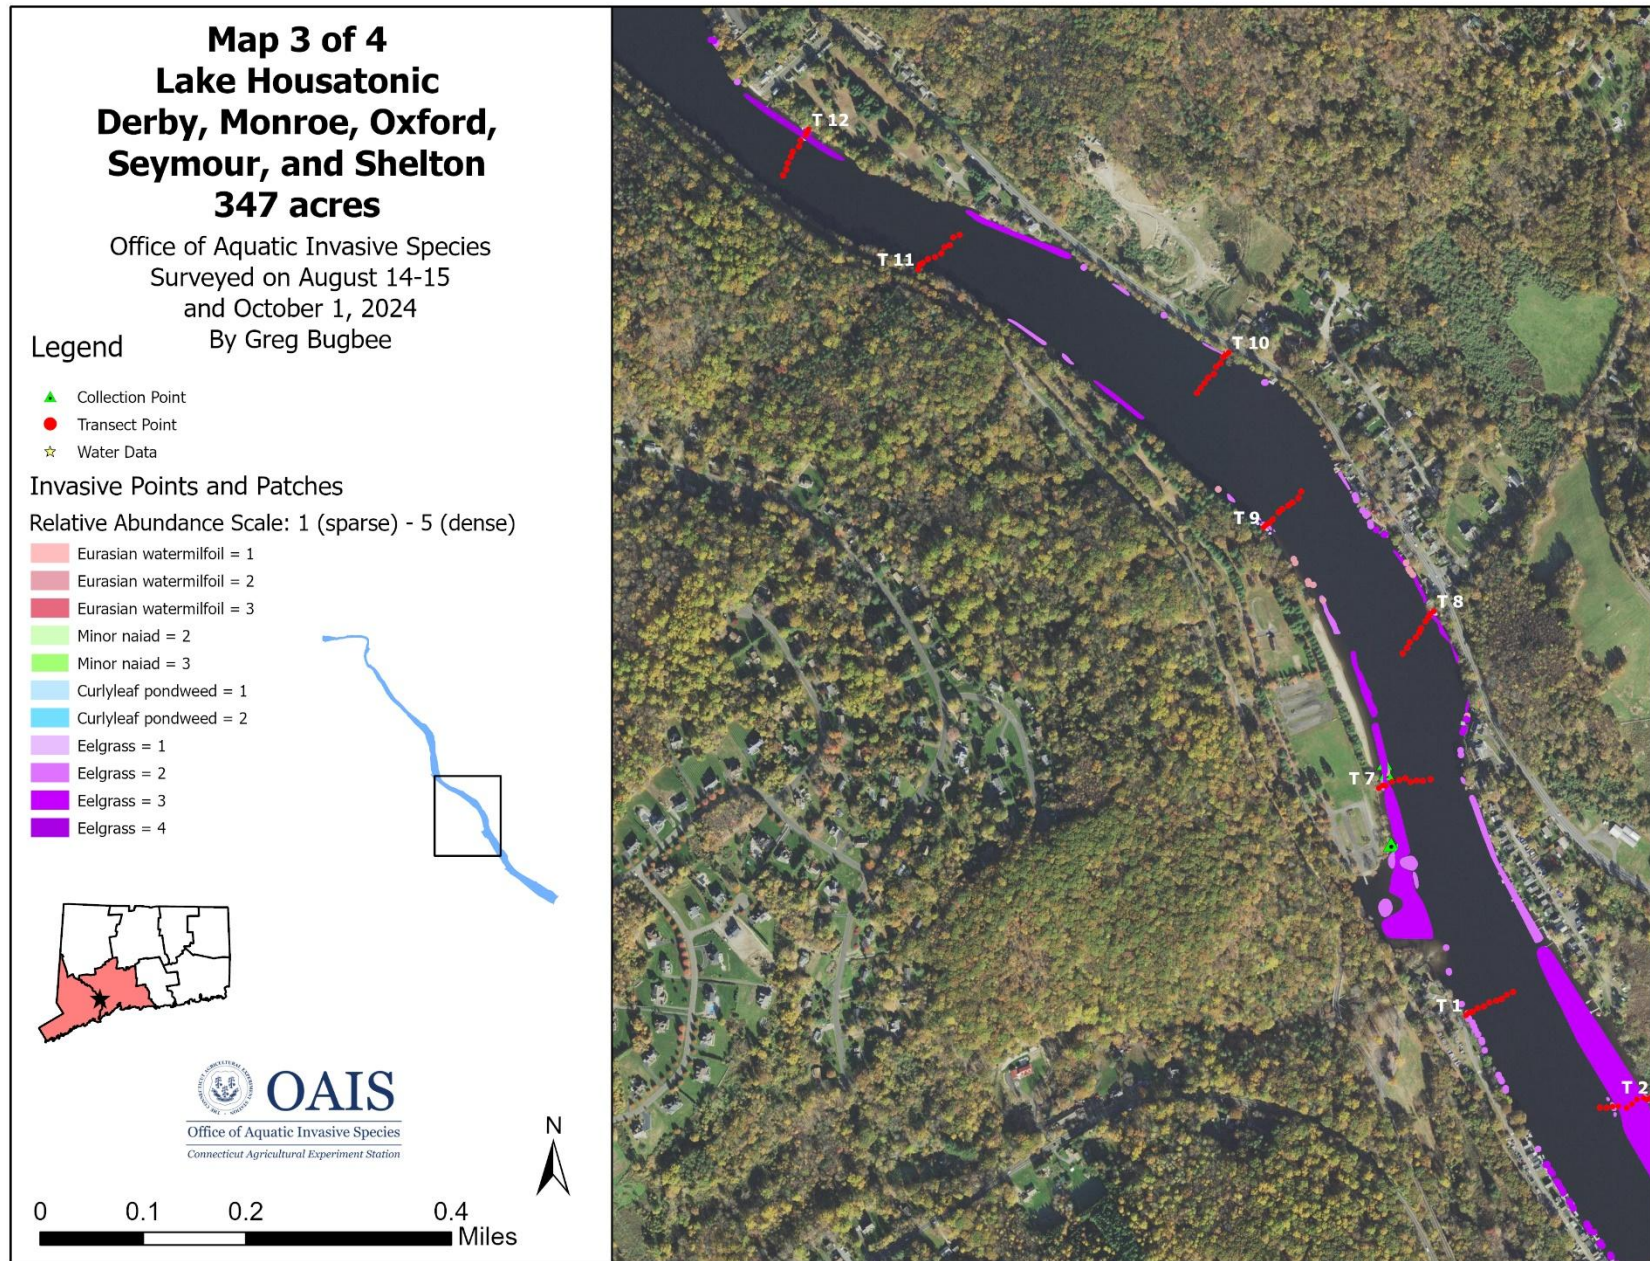 Map 3 of 4
Lake Housatonic
Derby, Monroe, Oxford,
Seymour, and Shelton
347 acres
Office of Aquatic Invasive Species
Surveyed on August 14-15
and October 1, 2024
By Greg Bugbee
Legend
Collection Point
Transect Point
Water Data
Invasive Points and Patches
Relative Abundance Scale: 1 (sparse) - 5 (dense)
Eurasian watermilfoil = 1
Eurasian watermilfoil = 2
Eurasian watermilfoil = 3
Minor naiad = 2
Minor naiad = 3
Curlyleaf pondweed = 1
Curlyleaf pondweed = 2
Eelgrass = 1
Eelgrass = 2
Eelgrass = 3
Eelgrass = 4
OAIS
Office of Aquatic Invasive Species
Connecticut Agricultural Experiment Station
N
0 0.1 0.2 0.4
Miles
T 12
T 11
T 10
T 9
T 8
T 7
T 1
T 2